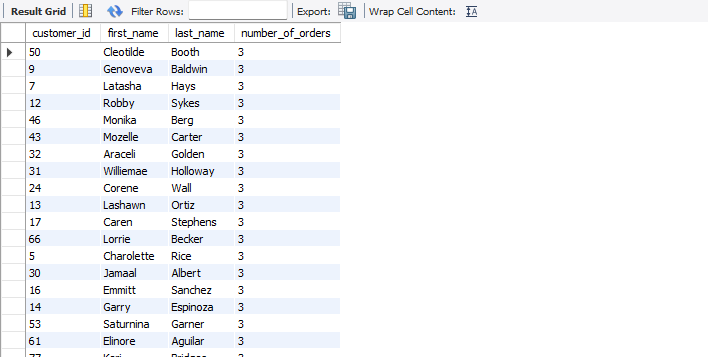 Result Grid Filter Rows: Export: Wrap Cell Content:
customer_id first_name last_name number_of_orders
50 Cleotilde Booth 3
9 Genoveva Baldwin 3
7 Latasha Hays 3
12 Robby Sykes 3
46 Monika Berg 3
43 Mozelle Carter 3
32 Araceli Golden 3
31 Williemae Holloway 3
24 Corene Wall 3
13 Lashawn Ortiz 3
17 Caren Stephens 3
66 Lorrie Becker 3
5 Charolette Rice 3
30 Jamaal Albert 3
16 Emmitt Sanchez 3
14 Garry Espinoza 3
53 Saturnina Garner 3
61 Elinore Aguilar 3